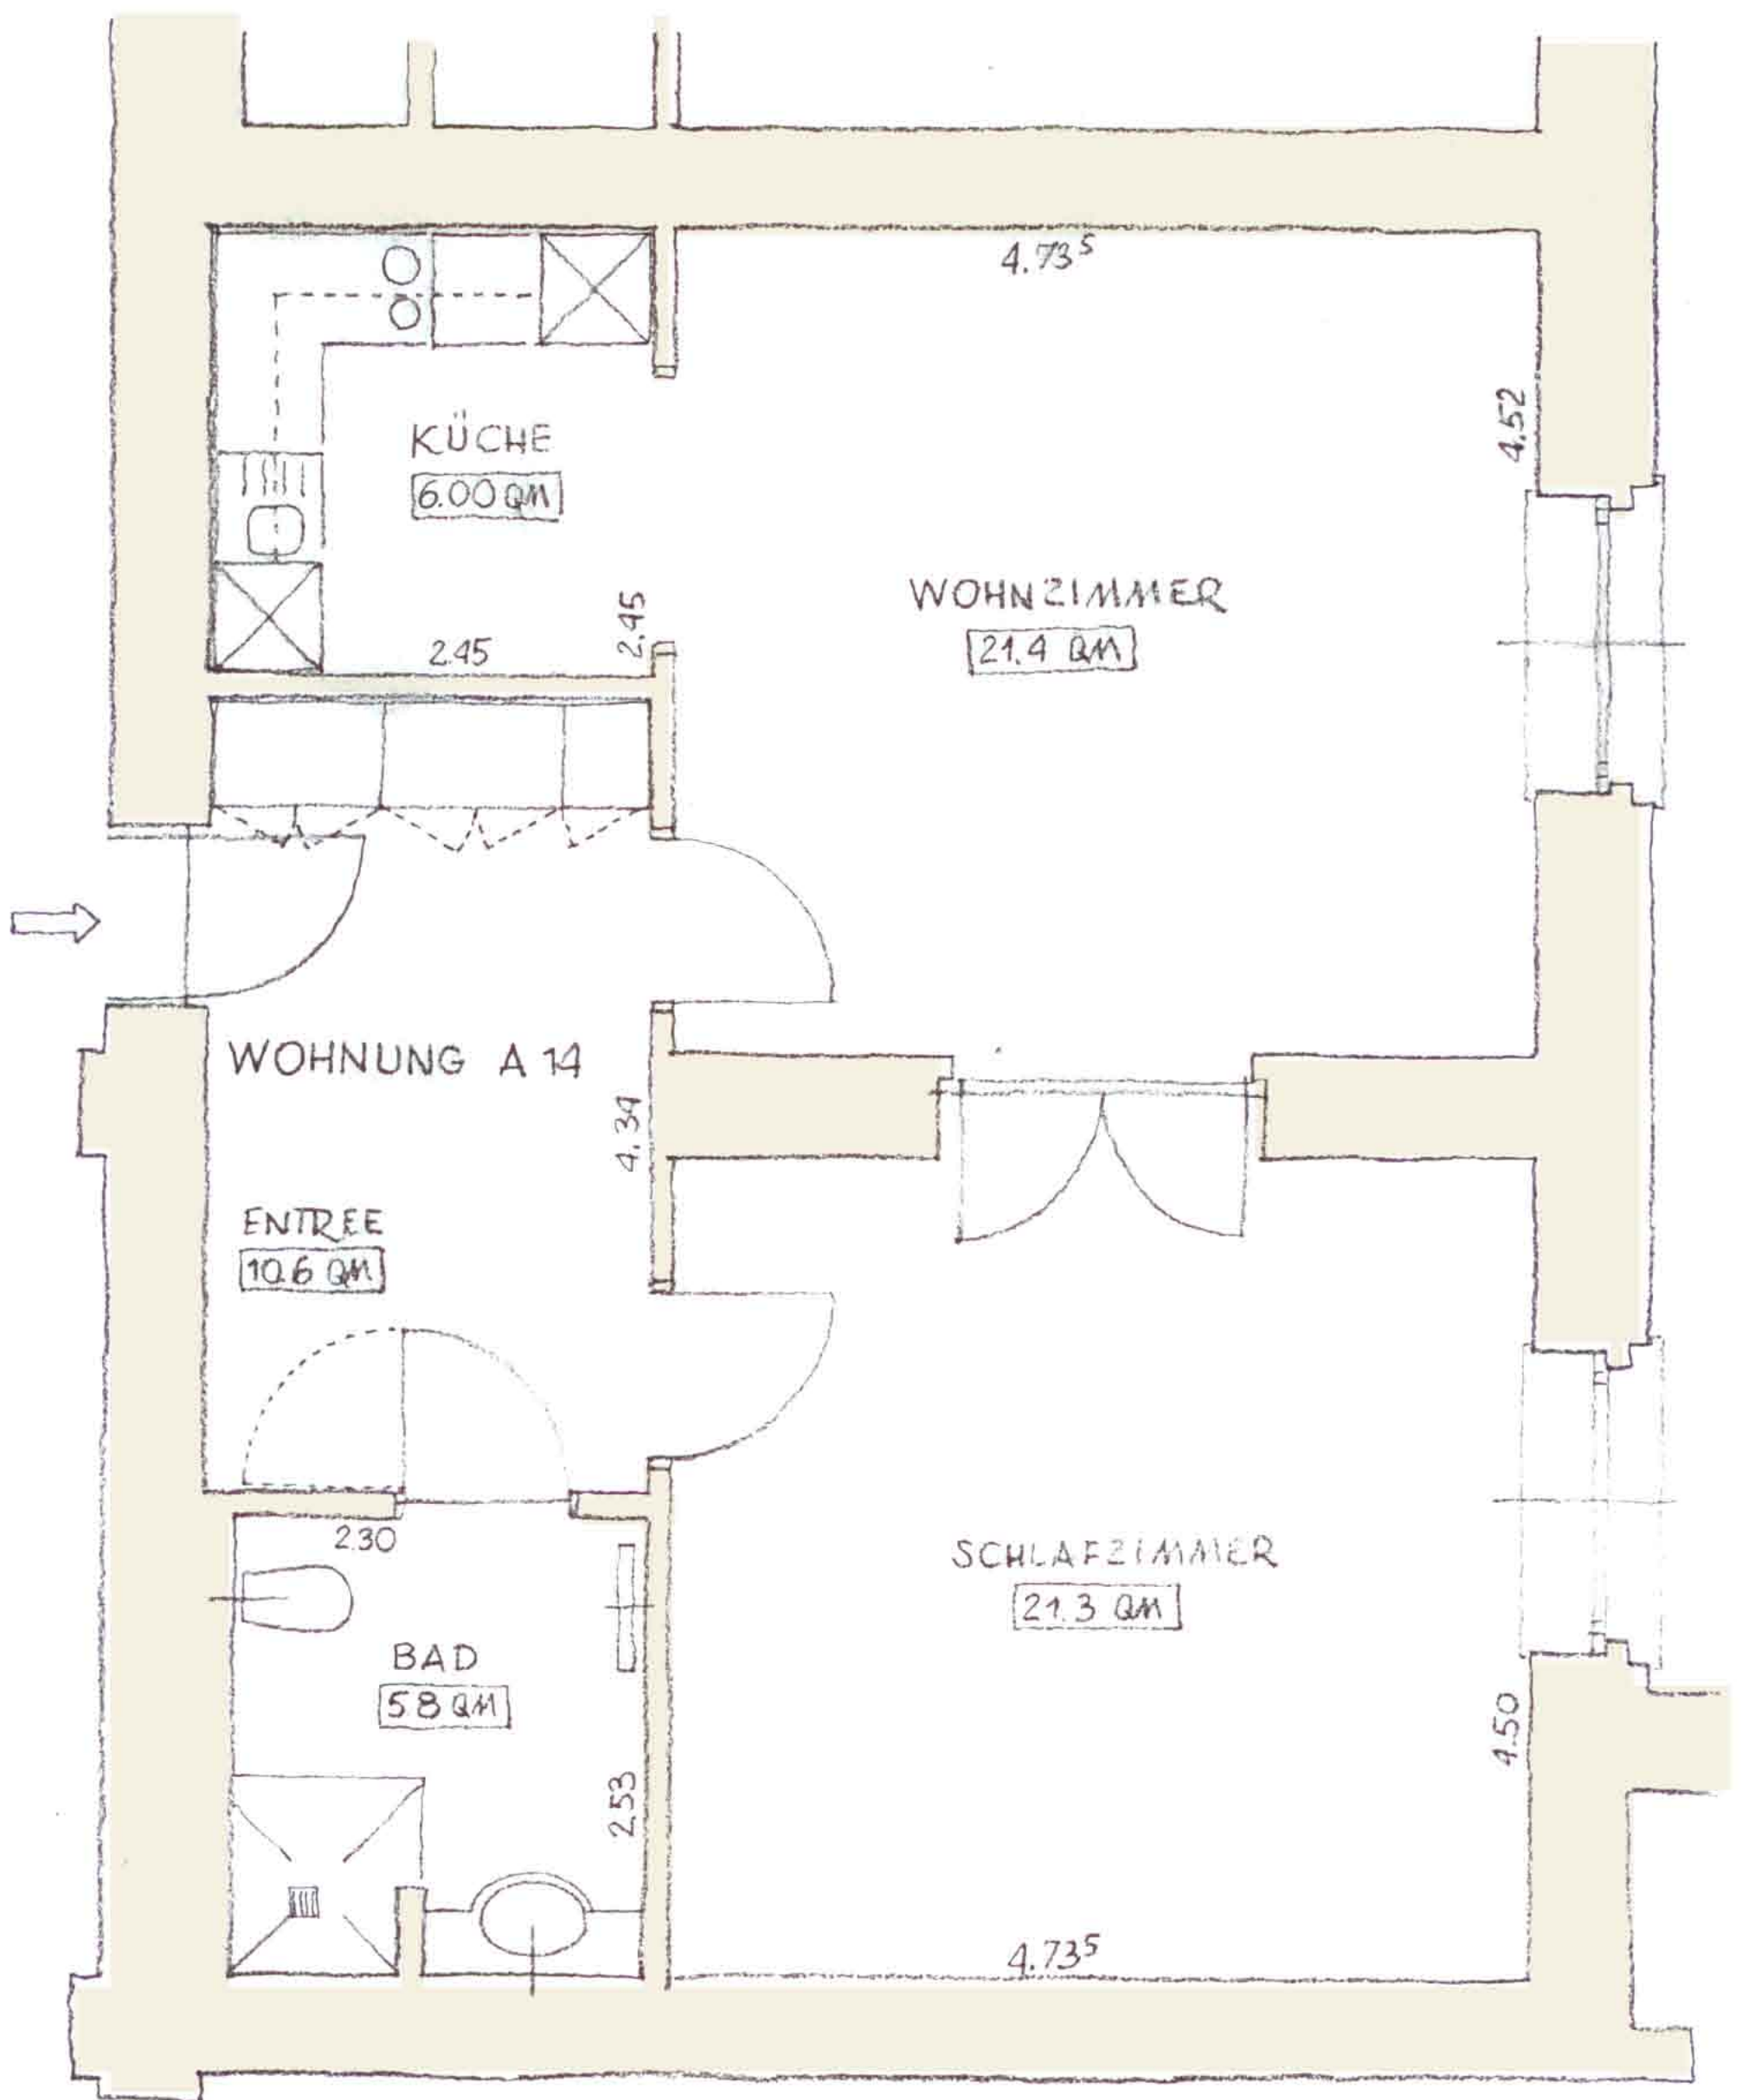 4.73⁵
4.52
KÜCHE
6.00 QM
WOHNZIMMER
21.4 QM
2.45
2.45
WOHNUNG A 14
4.34
ENTREE
10.6 QM
2.30
SCHLAFZIMMER
21.3 QM
BAD
5.8 QM
4.50
2.53
4.73⁵